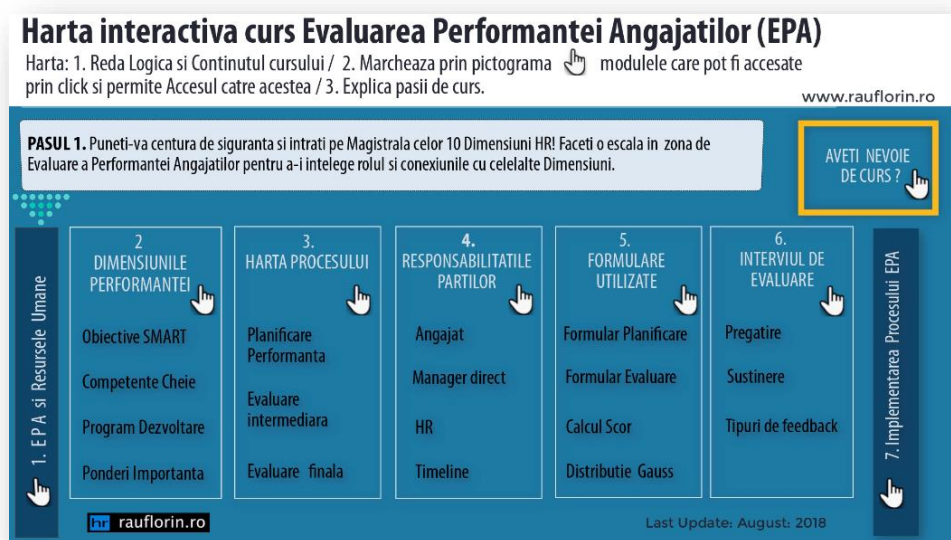 Harta interactiva curs Evaluarea Performantei Angajatilor (EPA)
Harta: 1. Reda Logica si Continutul cursului / 2. Marcheaza prin pictograma modulele care pot fi accesate
prin click si permite Accesul catre acestea / 3. Explica pasii de curs.
www.rauflorin.ro
PASUL 1. Puneti-va centura de siguranta si intrati pe Magistrala celor 10 Dimensiuni HR! Faceti o escala in zona de
Evaluare a Performantei Angajatilor pentru a-i intelege rolul si conexiunile cu celelalte Dimensiuni.
AVETI NEVOIE
DE CURS ?
1. E P A si Resursele Umane
2
DIMENSIUNILE
PERFORMANTEI
Obiective SMART
Competente Cheie
Program Dezvoltare
Ponderi Importanta
3.
HARTA PROCESULUI
Planificare
Performanta
Evaluare
intermediara
Evaluare finala
4.
RESPONSABILITATILE
PARTILOR
Angajat
Manager direct
HR
Timeline
5.
FORMULARE
UTILIZATE
Formular Planificare
Formular Evaluare
Calcul Scor
Distributie Gauss
6.
INTERVIUL DE
EVALUARE
Pregatire
Sustinere
Tipuri de feedback
7. Implementarea Procesului EPA
hr rauflorin.ro
Last Update: August: 2018